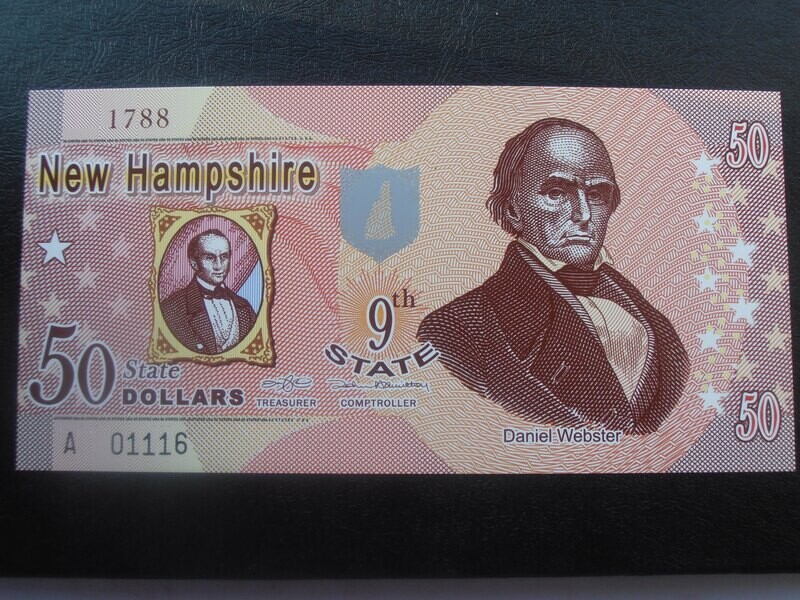 1788
50
New Hampshire
9th
STATE
50 State
DOLLARS
TREASURER
COMPTROLLER
A 01116
Daniel Webster
50